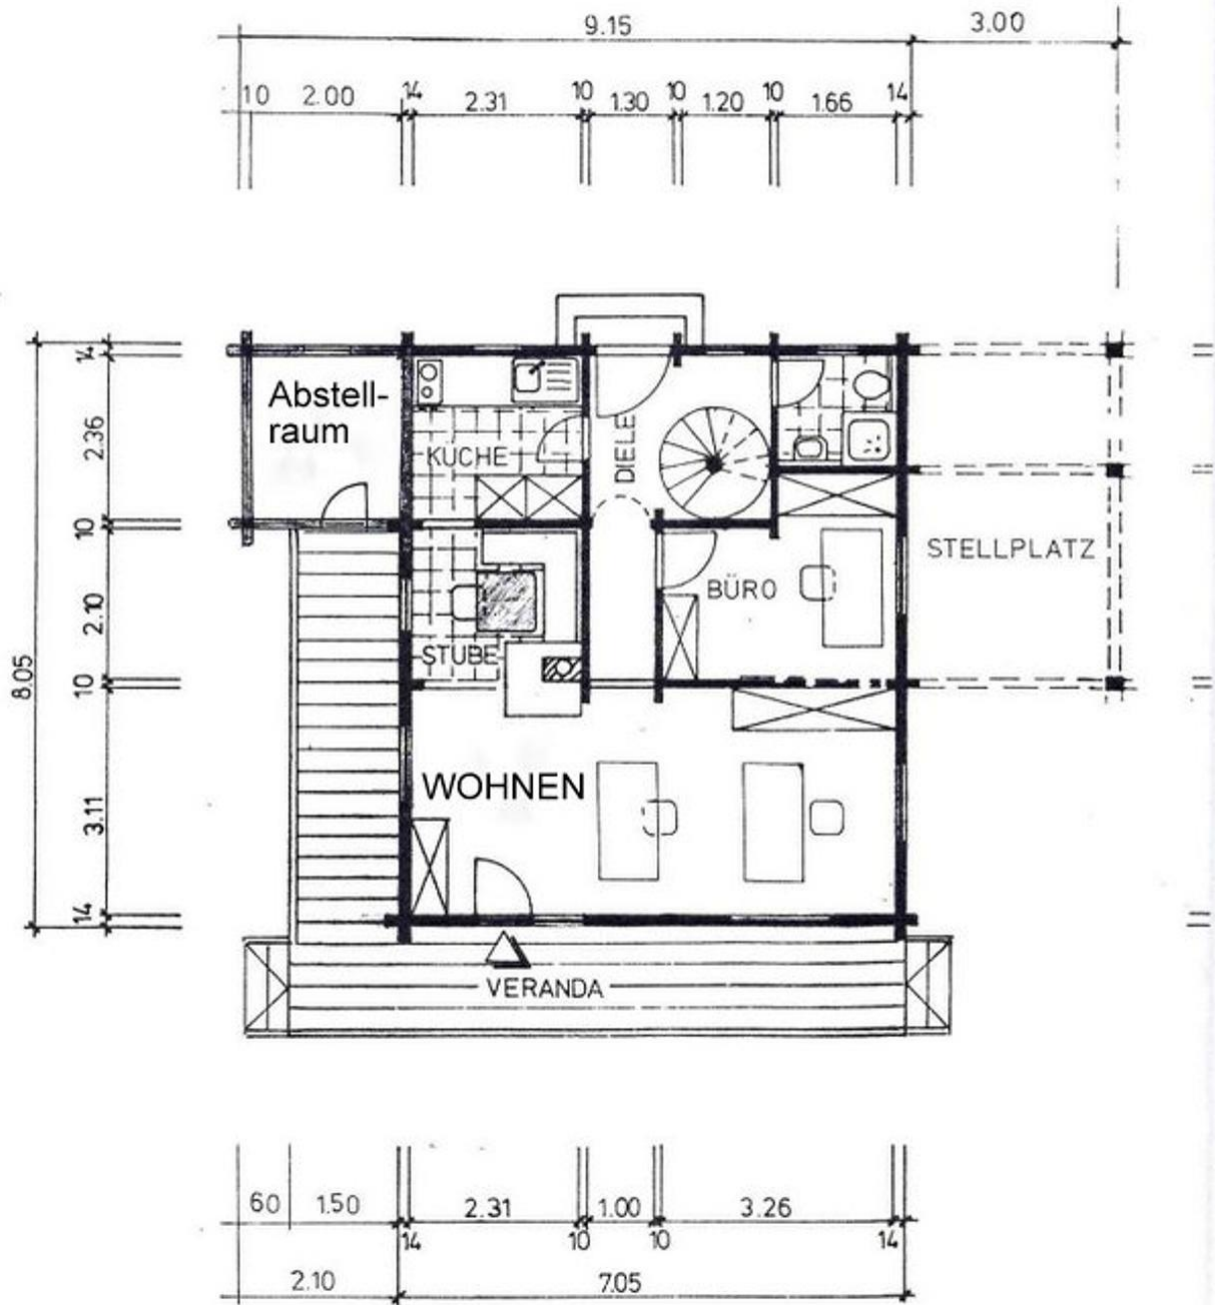 9.15 3.00
10 2.00 14 2.31 10 1.30 10 1.20 10 1.66 14
14
2.36
10
2.10
10
3.11
14
8.05
Abstell-
raum
KÜCHE
DIELE
STELLPLATZ
BÜRO
STUBE
WOHNEN
VERANDA
60 1.50 2.31 1.00 3.26
14 10 10 14
2.10 7.05